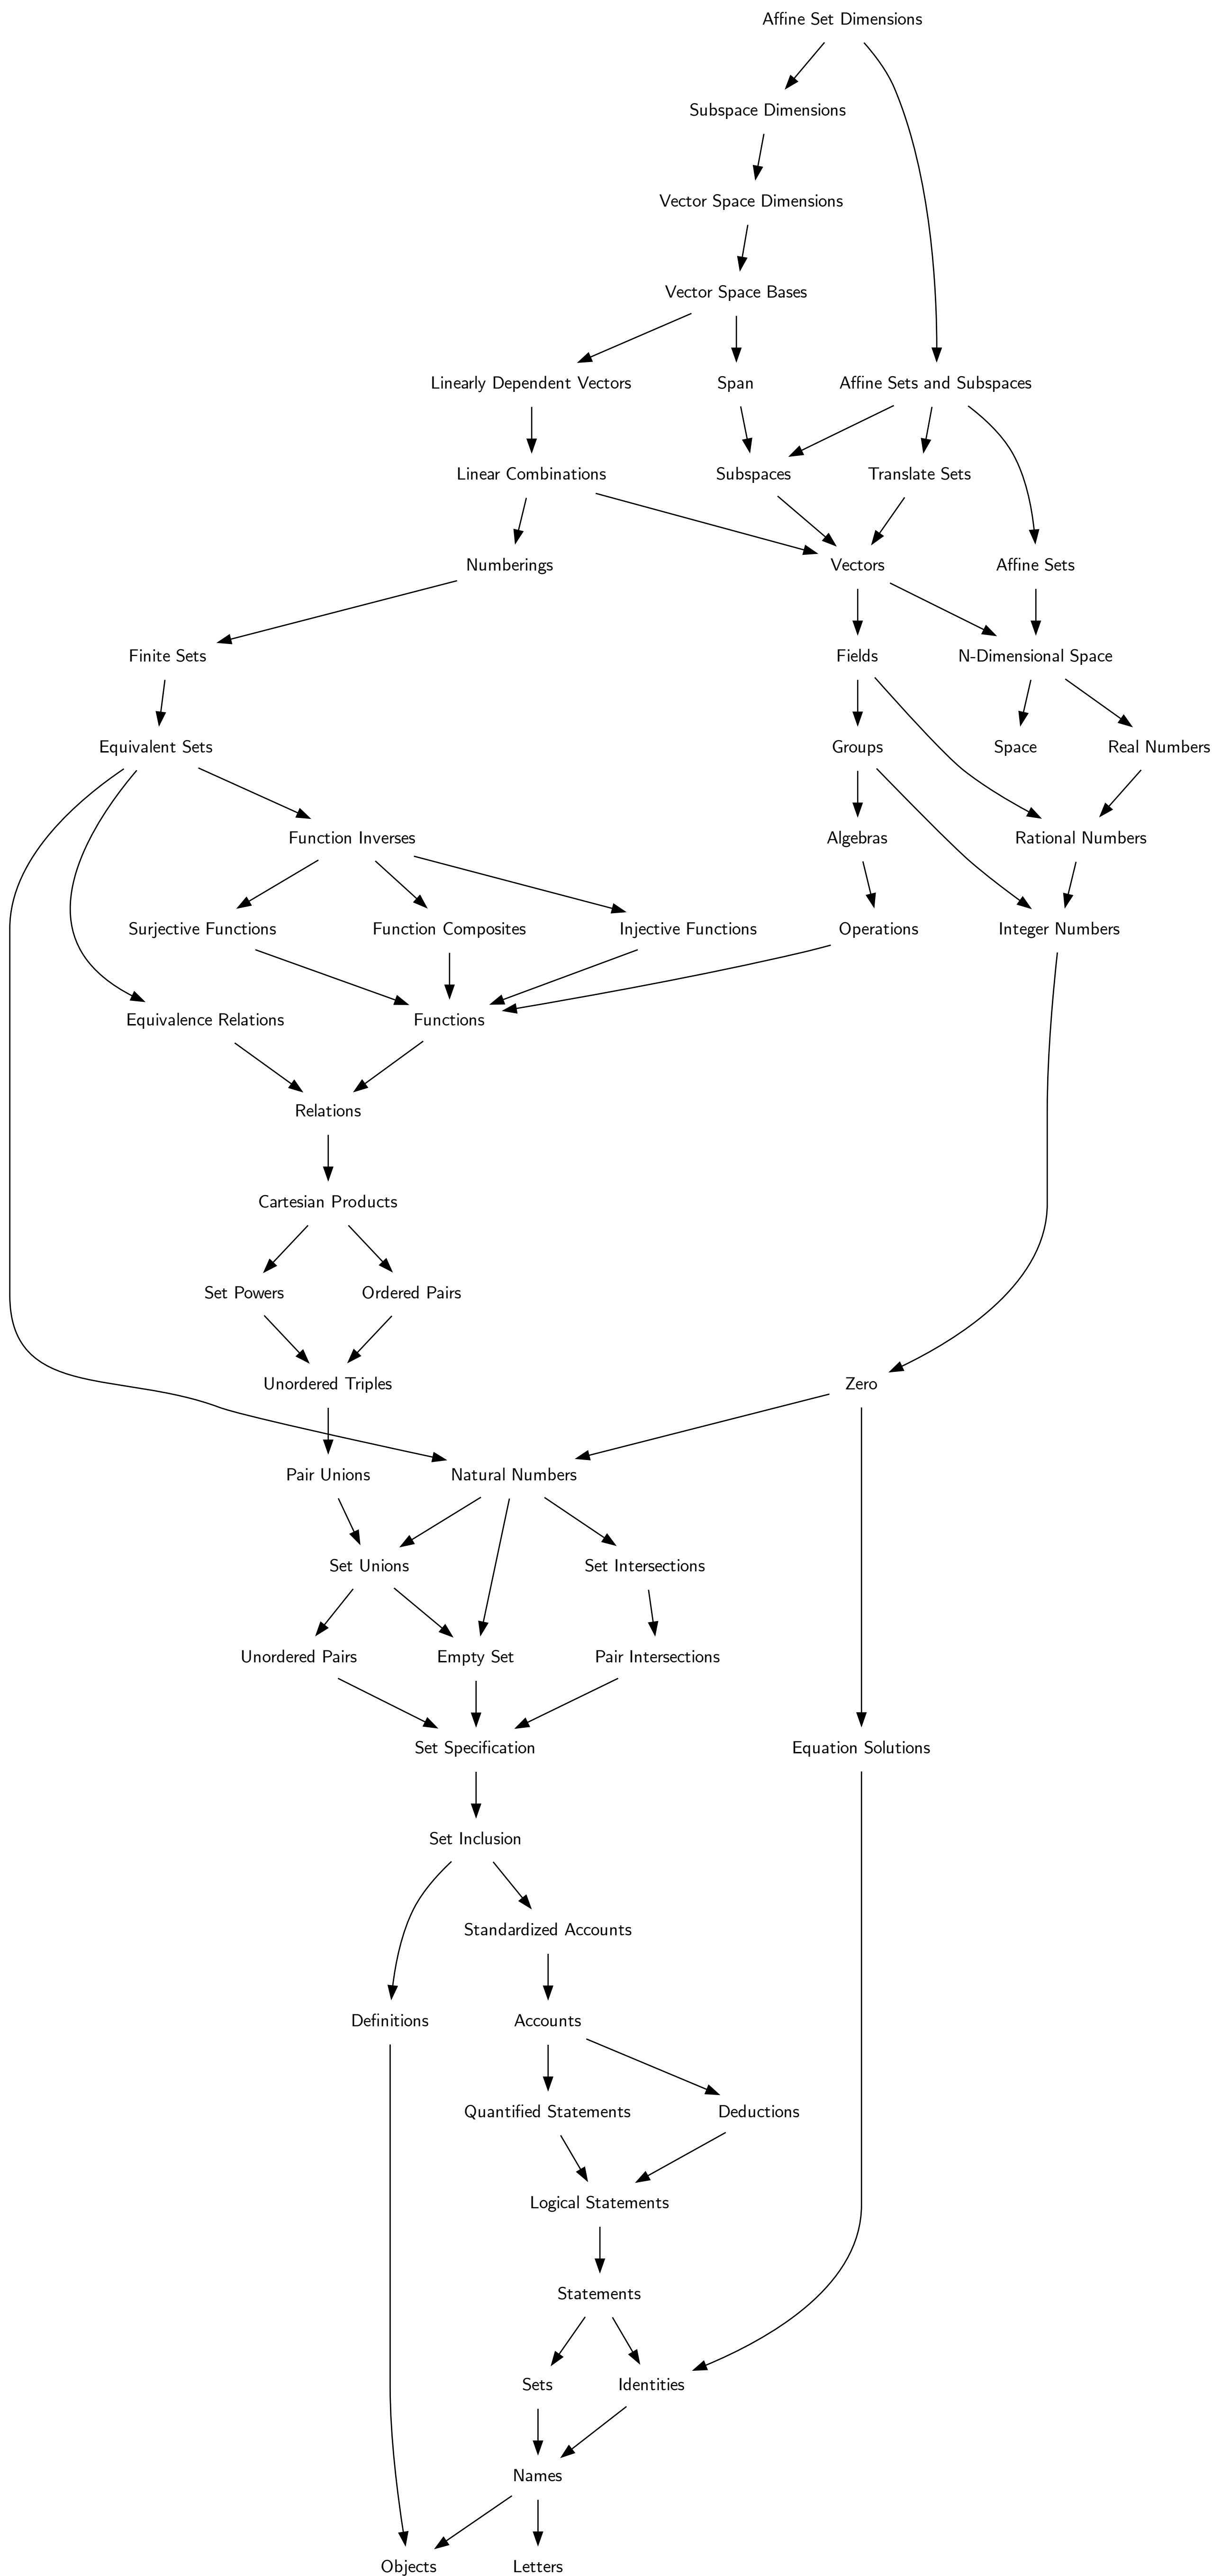 Affine Set Dimensions
Subspace Dimensions
Vector Space Dimensions
Vector Space Bases
Linearly Dependent Vectors
Span
Affine Sets and Subspaces
Linear Combinations
Subspaces
Translate Sets
Numberings
Vectors
Affine Sets
Finite Sets
Fields
N-Dimensional Space
Equivalent Sets
Groups
Space
Real Numbers
Function Inverses
Algebras
Rational Numbers
Surjective Functions
Function Composites
Injective Functions
Operations
Integer Numbers
Equivalence Relations
Functions
Relations
Cartesian Products
Set Powers
Ordered Pairs
Unordered Triples
Zero
Pair Unions
Natural Numbers
Set Unions
Set Intersections
Unordered Pairs
Empty Set
Pair Intersections
Set Specification
Equation Solutions
Set Inclusion
Standardized Accounts
Definitions
Accounts
Quantified Statements
Deductions
Logical Statements
Statements
Sets
Identities
Names
Objects
Letters